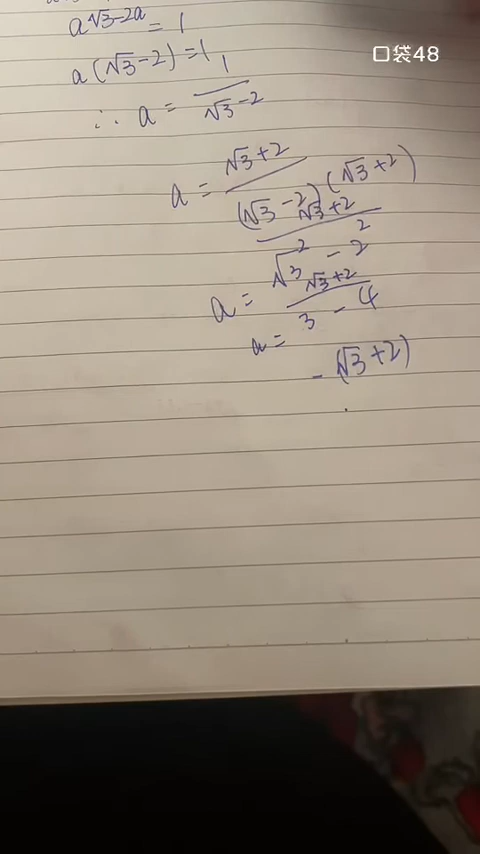 a√3-2a=1
口袋48
a(√3-2)=1
∴ a = 1/(√3-2)
a = (√3+2)/((√3-2)(√3+2))
a = (√3+2)/(√3²-2²)
a = (√3+2)/(3-4)
-(√3+2)